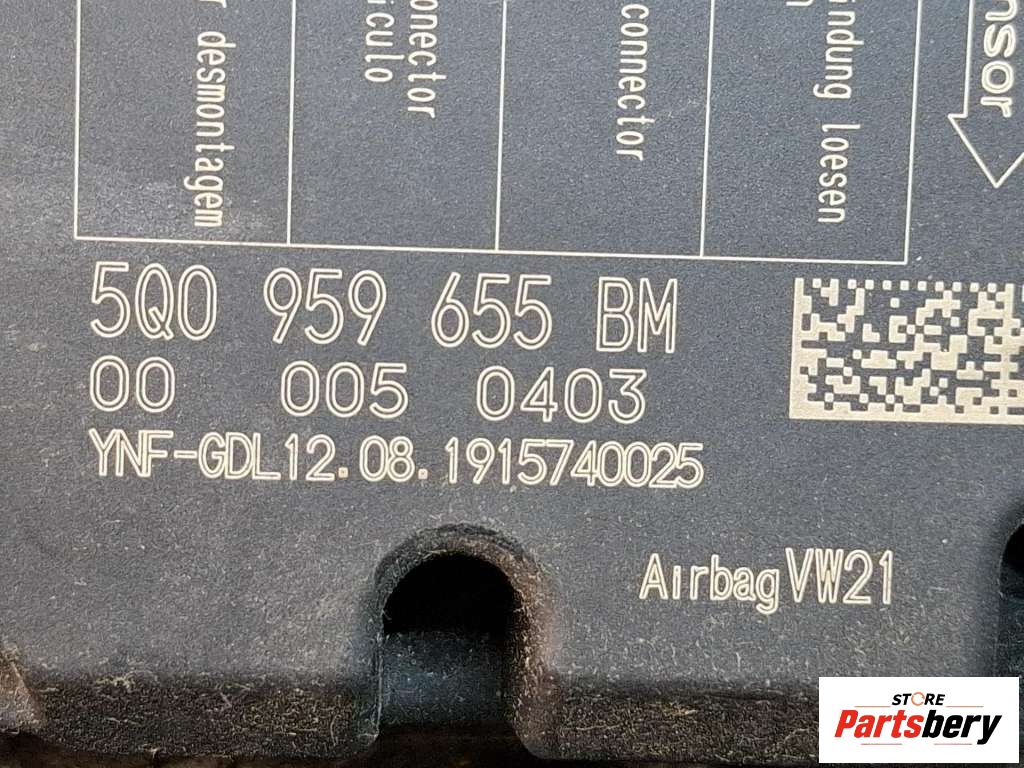 r desmontagem
onector
iculo
connector
indung loesen
nsor
5Q0 959 655 BM
00 005 0403
YNF-GDL12.08.1915740025
AirbagVW21
STORE
Partsbery